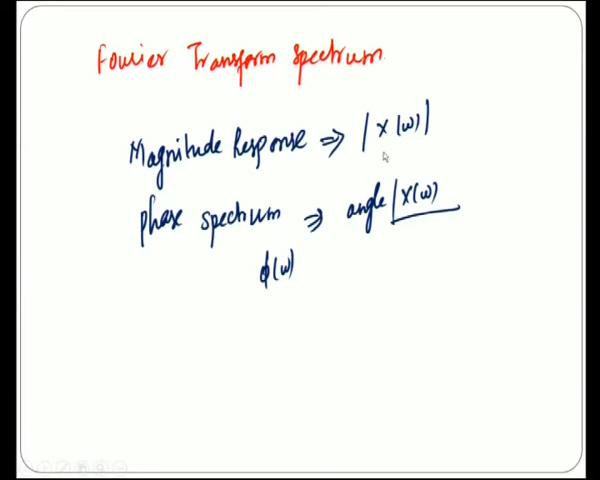 Fourier Transform Spectrum
Magnitude Response ⇒ |X(ω)|
Phase spectrum ⇒ angle ∠X(ω)
ϕ(ω)